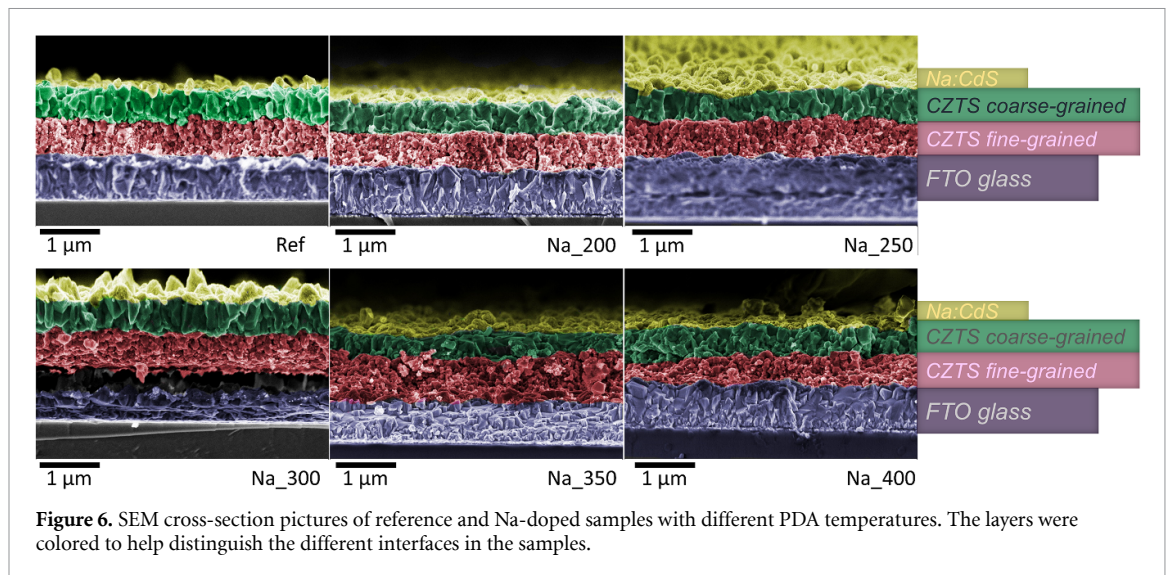 Na:CdS
CZTS coarse-grained
CZTS fine-grained
FTO glass
1 µm
Ref
1 µm
Na_200
1 µm
Na_250
Na:CdS
CZTS coarse-grained
CZTS fine-grained
FTO glass
1 µm
Na_300
1 µm
Na_350
1 µm
Na_400
Figure 6. SEM cross-section pictures of reference and Na-doped samples with different PDA temperatures. The layers were
colored to help distinguish the different interfaces in the samples.